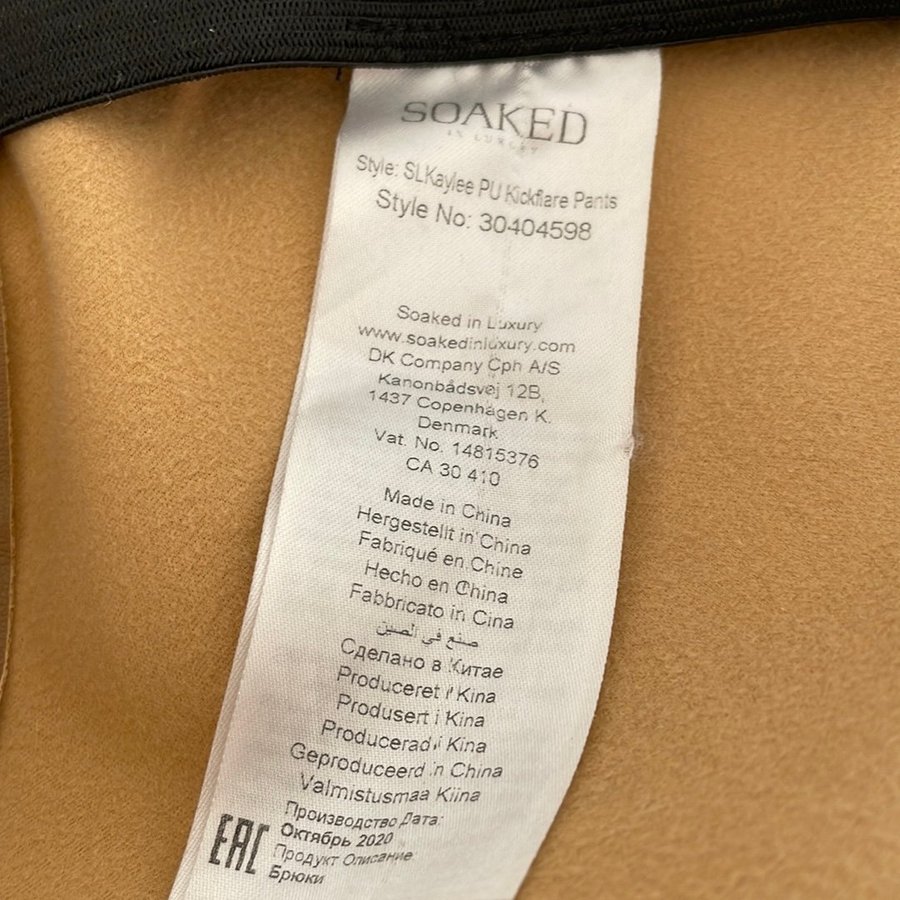 SOAKED
IN LUXURY
Style: SLKaylee PU Kickflare Pants
Style No: 30404598
Soaked in Luxury
www.soakedinluxury.com
DK Company Cph A/S
Kanonbådsvej 12B,
1437 Copenhagen K.
Denmark
Vat. No. 14815376
CA 30 410
Made in China
Hergestellt in China
Fabriqué en Chine
Hecho en China
Fabbricato in Cina
صنع في الصين
Сделано в Китае
Produceret i Kina
Produsert i Kina
Producerad i Kina
Geproduceerd in China
Valmistusmaa Kiina
Производство Дата:
Октябрь 2020
Продукт Описание
Брюки
EAC